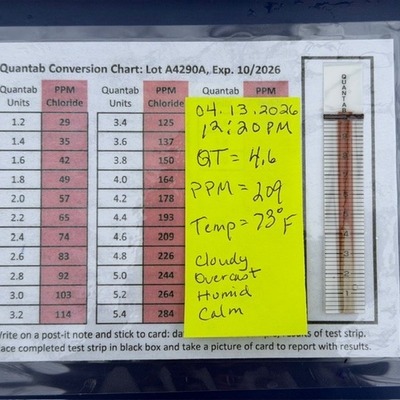 Quantab Conversion Chart: Lot A4290A, Exp. 10/2026
Quantab Units PPM Chloride Quantab Units PPM Chloride
1.2 29 3.4 125
1.4 35 3.6 137
1.6 42 3.8 150
1.8 49 4.0 164
2.0 57 4.2 178
2.2 65 4.4 193
2.4 74 4.6 209
2.6 83 4.8 226
2.8 92 5.0 244
3.0 103 5.2 264
3.2 114 5.4 284
04.13.2026
12:20 PM
QT = 4.6
PPM = 209
Temp = 73°F
Cloudy
Overcast
Humid
Calm
QUANTAB
rite on a post-it note and stick to card: da
results of test strip.
ace completed test strip in black box and take a picture of card to report with results.